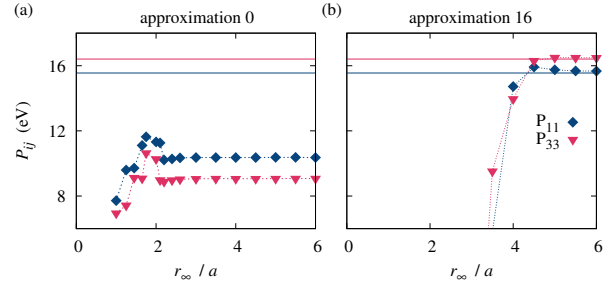 (a) approximation 0
(b) approximation 16
P_ij (eV)
16
12
8
0 2 4 6
r_∞ / a
P_11
P_33
0 2 4 6
r_∞ / a